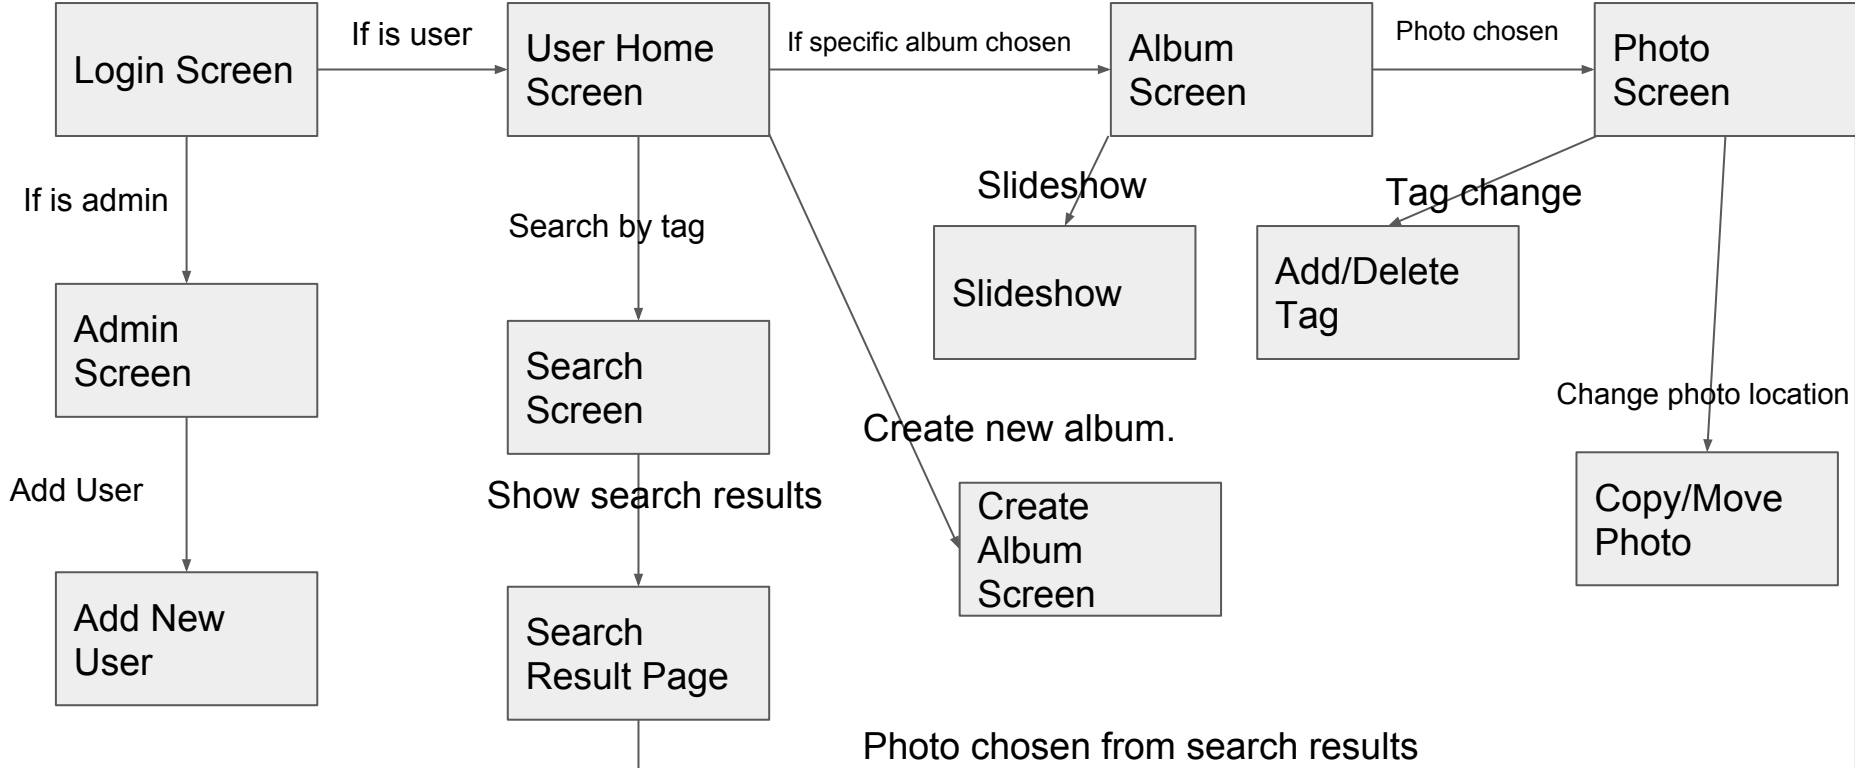 Login Screen
If is user
User Home
Screen
If specific album chosen
Album
Screen
Photo chosen
Photo
Screen
If is admin
Search by tag
Slideshow
Tag change
Admin
Screen
Search
Screen
Slideshow
Add/Delete
Tag
Change photo location
Create new album.
Add User
Show search results
Create
Album
Screen
Copy/Move
Photo
Add New
User
Search
Result Page
Photo chosen from search results